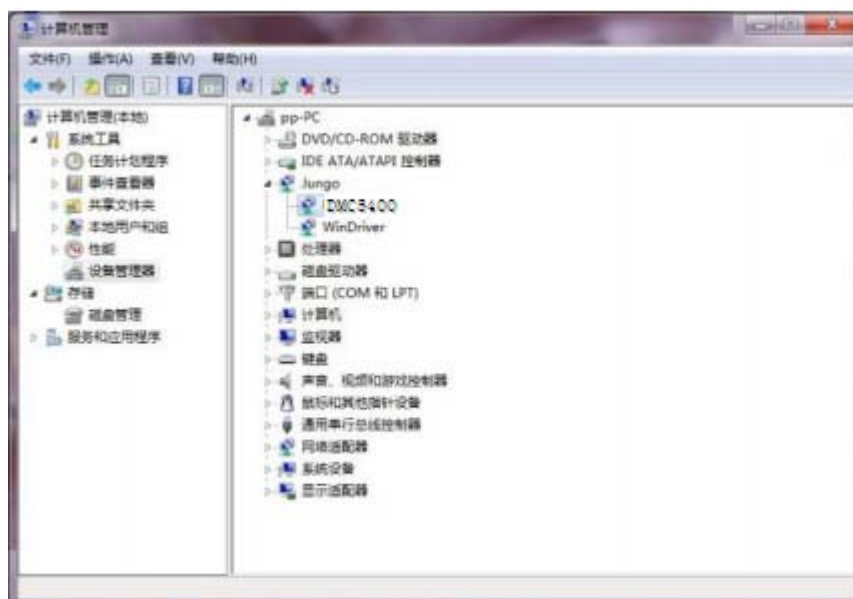 计算机管理
文件(F) 操作(A) 查看(V) 帮助(H)
计算机管理(本地)
系统工具
任务计划程序
事件查看器
共享文件夹
本地用户和组
性能
设备管理器
存储
磁盘管理
服务和应用程序
pp-PC
DVD/CD-ROM 驱动器
IDE ATA/ATAPI 控制器
Jungo
DMC5400
WinDriver
处理器
磁盘驱动器
端口 (COM 和 LPT)
计算机
监视器
键盘
声音、视频和游戏控制器
鼠标和其他指针设备
通用串行总线控制器
网络适配器
系统设备
显示适配器